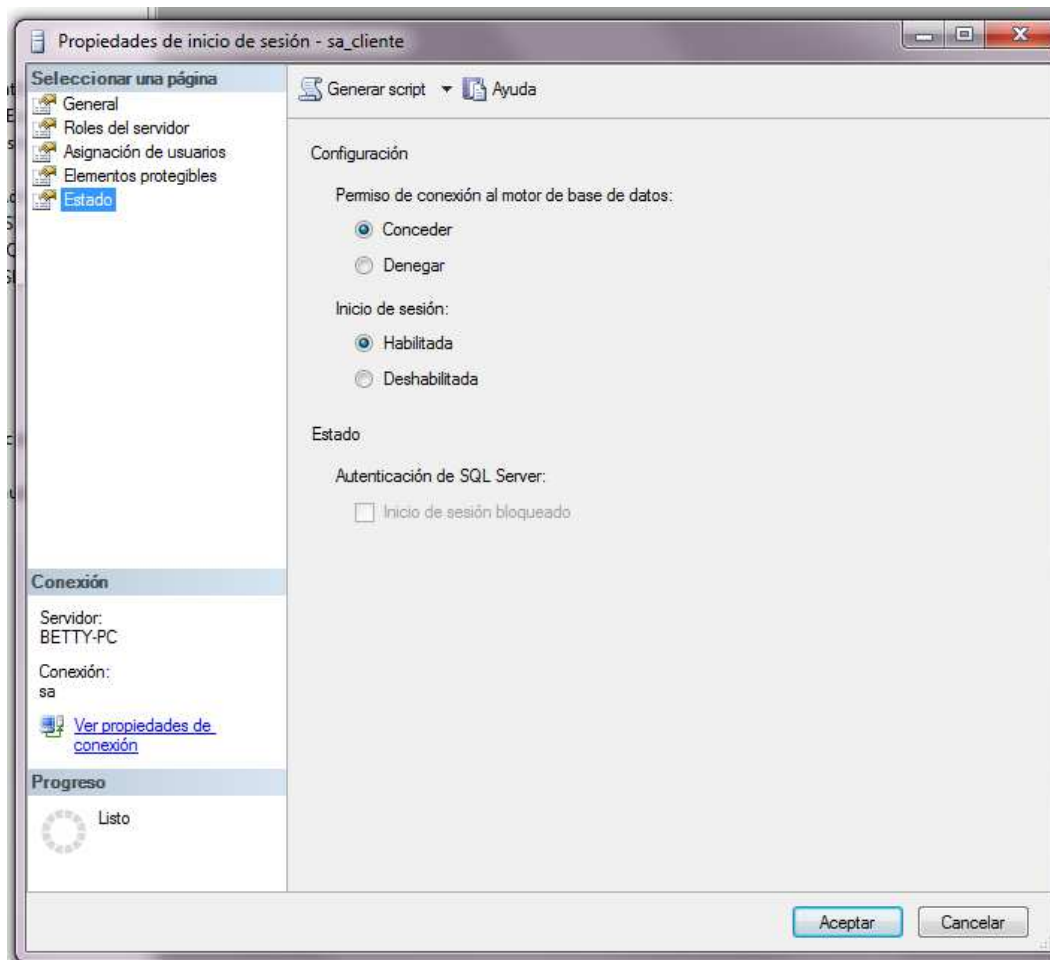 Propiedades de inicio de sesión - sa_cliente
Seleccionar una página
General
Roles del servidor
Asignación de usuarios
Elementos protegibles
Estado
Generar script
Ayuda
Configuración
Permiso de conexión al motor de base de datos:
Conceder
Denegar
Inicio de sesión:
Habilitada
Deshabilitada
Estado
Autenticación de SQL Server:
Inicio de sesión bloqueado
Conexión
Servidor:
BETTY-PC
Conexión:
sa
Ver propiedades de
conexión
Progreso
Listo
Aceptar
Cancelar